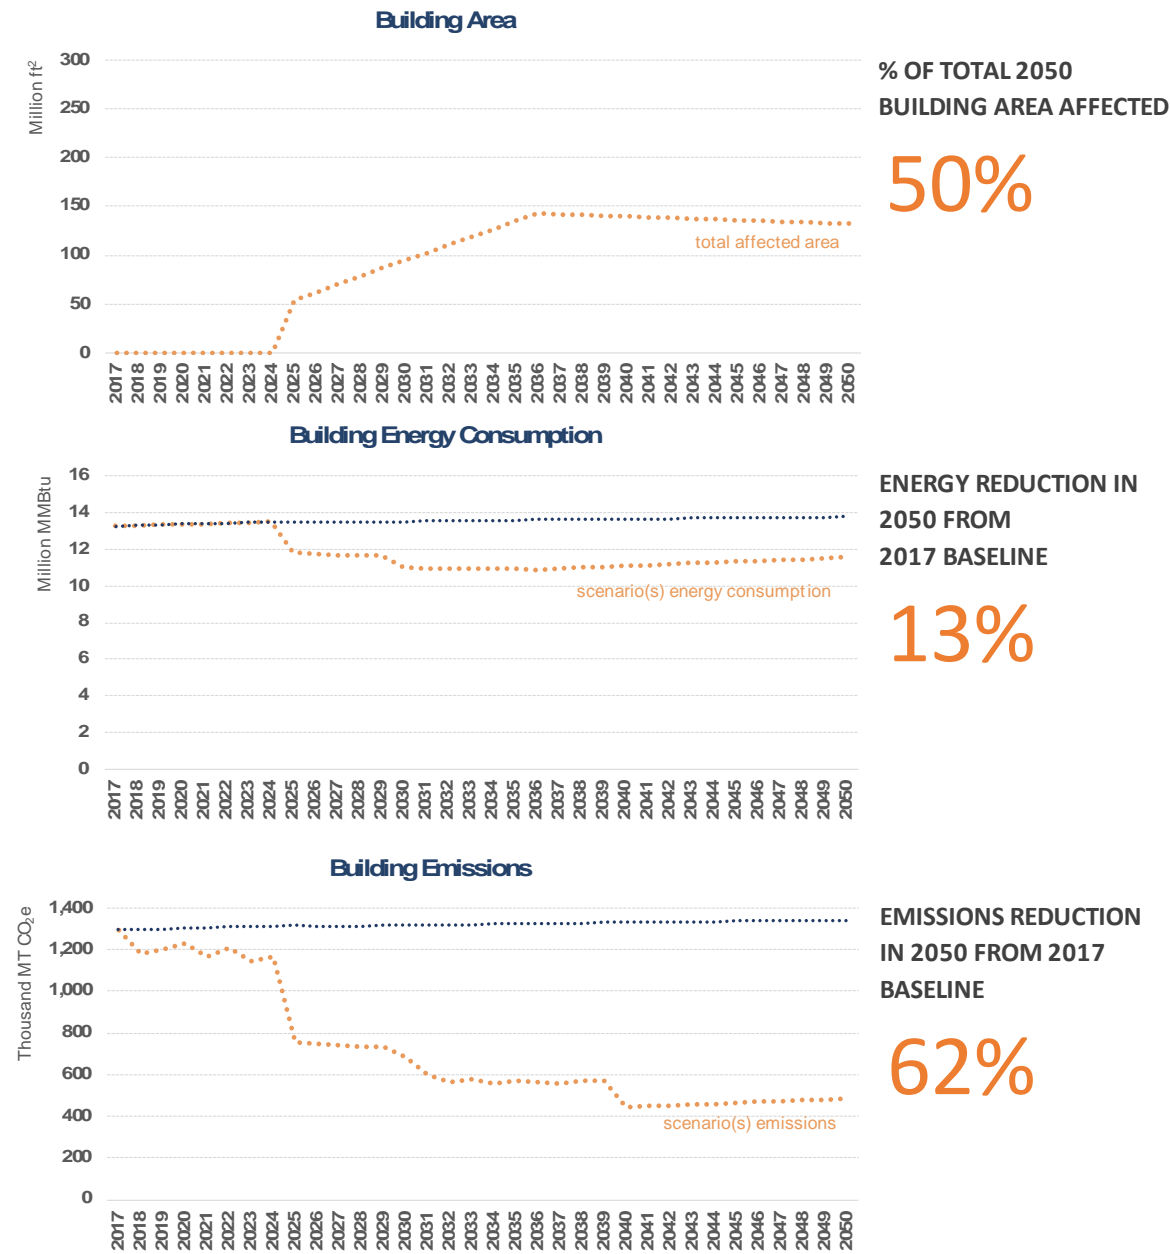 Building Area
Million ft²
300
250
200
150
100
50
0
total affected area
2017 2018 2019 2020 2021 2022 2023 2024 2025 2026 2027 2028 2029 2030 2031 2032 2033 2034 2035 2036 2037 2038 2039 2040 2041 2042 2043 2044 2045 2046 2047 2048 2049 2050
% OF TOTAL 2050
BUILDING AREA AFFECTED
50%
Building Energy Consumption
Million MMBtu
16
14
12
10
8
6
4
2
0
scenario(s) energy consumption
2017 2018 2019 2020 2021 2022 2023 2024 2025 2026 2027 2028 2029 2030 2031 2032 2033 2034 2035 2036 2037 2038 2039 2040 2041 2042 2043 2044 2045 2046 2047 2048 2049 2050
ENERGY REDUCTION IN
2050 FROM
2017 BASELINE
13%
Building Emissions
Thousand MT CO₂e
1,400
1,200
1,000
800
600
400
200
0
scenario(s) emissions
2017 2018 2019 2020 2021 2022 2023 2024 2025 2026 2027 2028 2029 2030 2031 2032 2033 2034 2035 2036 2037 2038 2039 2040 2041 2042 2043 2044 2045 2046 2047 2048 2049 2050
EMISSIONS REDUCTION
IN 2050 FROM 2017
BASELINE
62%